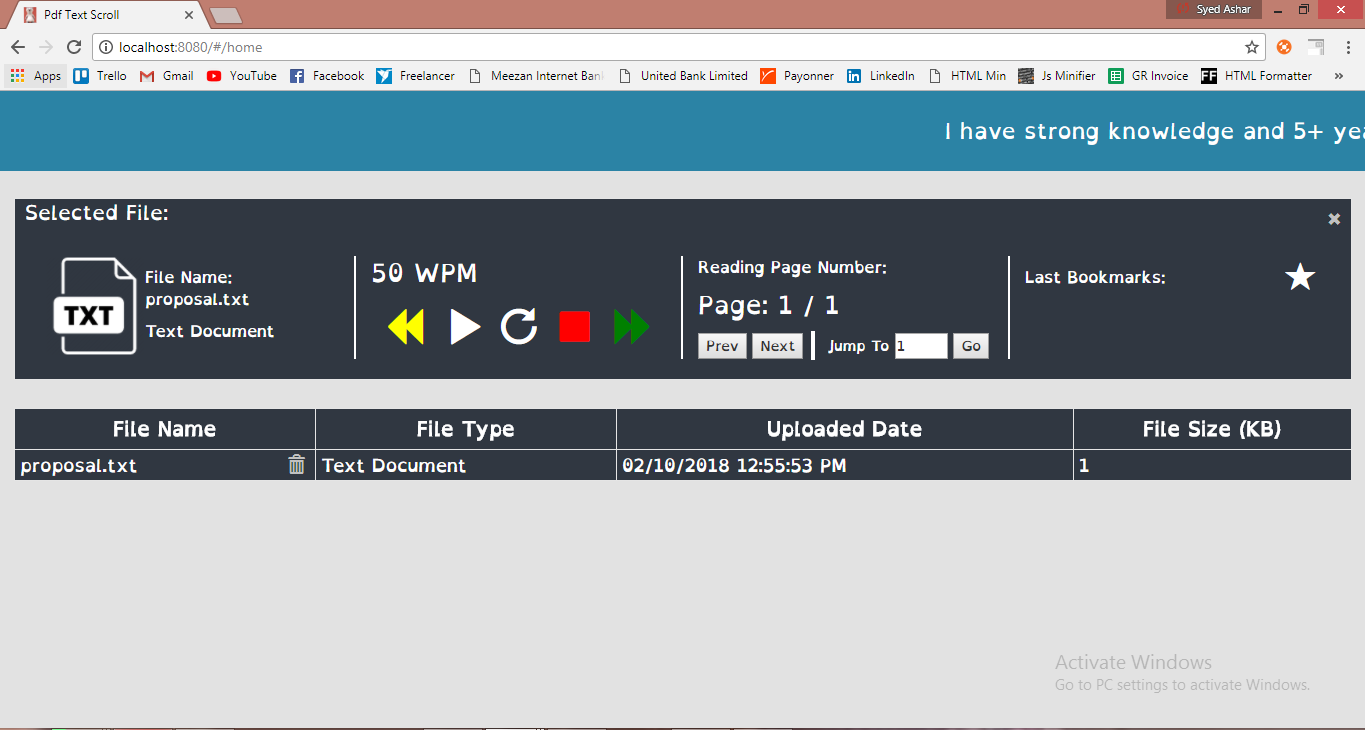 Pdf Text Scroll
Syed Ashar
localhost:8080/#/home
Apps Trello Gmail YouTube Facebook Freelancer Meezan Internet Ban United Bank Limited Payonner LinkedIn HTML Min Js Minifier GR Invoice FF HTML Formatter »
I have strong knowledge and 5+ yea
Selected File:
TXT
File Name:
proposal.txt
Text Document
50 WPM
Reading Page Number:
Page: 1 / 1
Prev Next Jump To 1 Go
Last Bookmarks:
File Name File Type Uploaded Date File Size (KB)
proposal.txt Text Document 02/10/2018 12:55:53 PM 1
Activate Windows
Go to PC settings to activate Windows.